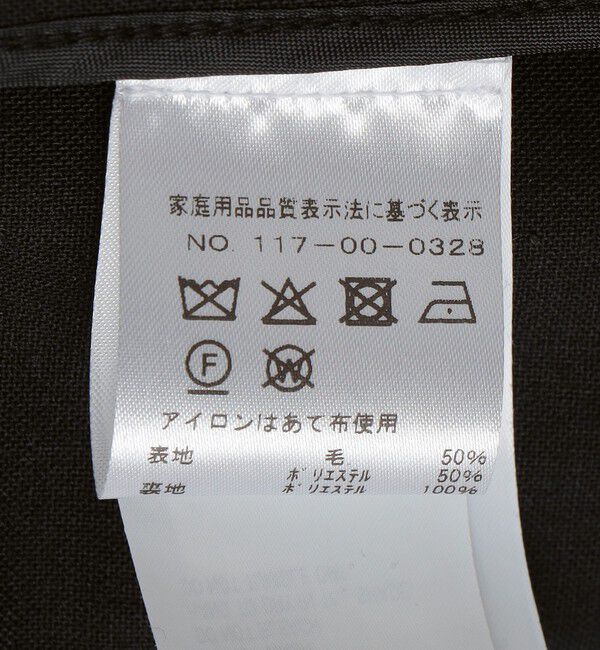 家庭用品品質表示法に基づく表示
NO. 117-00-0328
F W
アイロンはあて布使用
表地 毛 50%
ポリエステル 50%
裏地 ポリエステル 100%